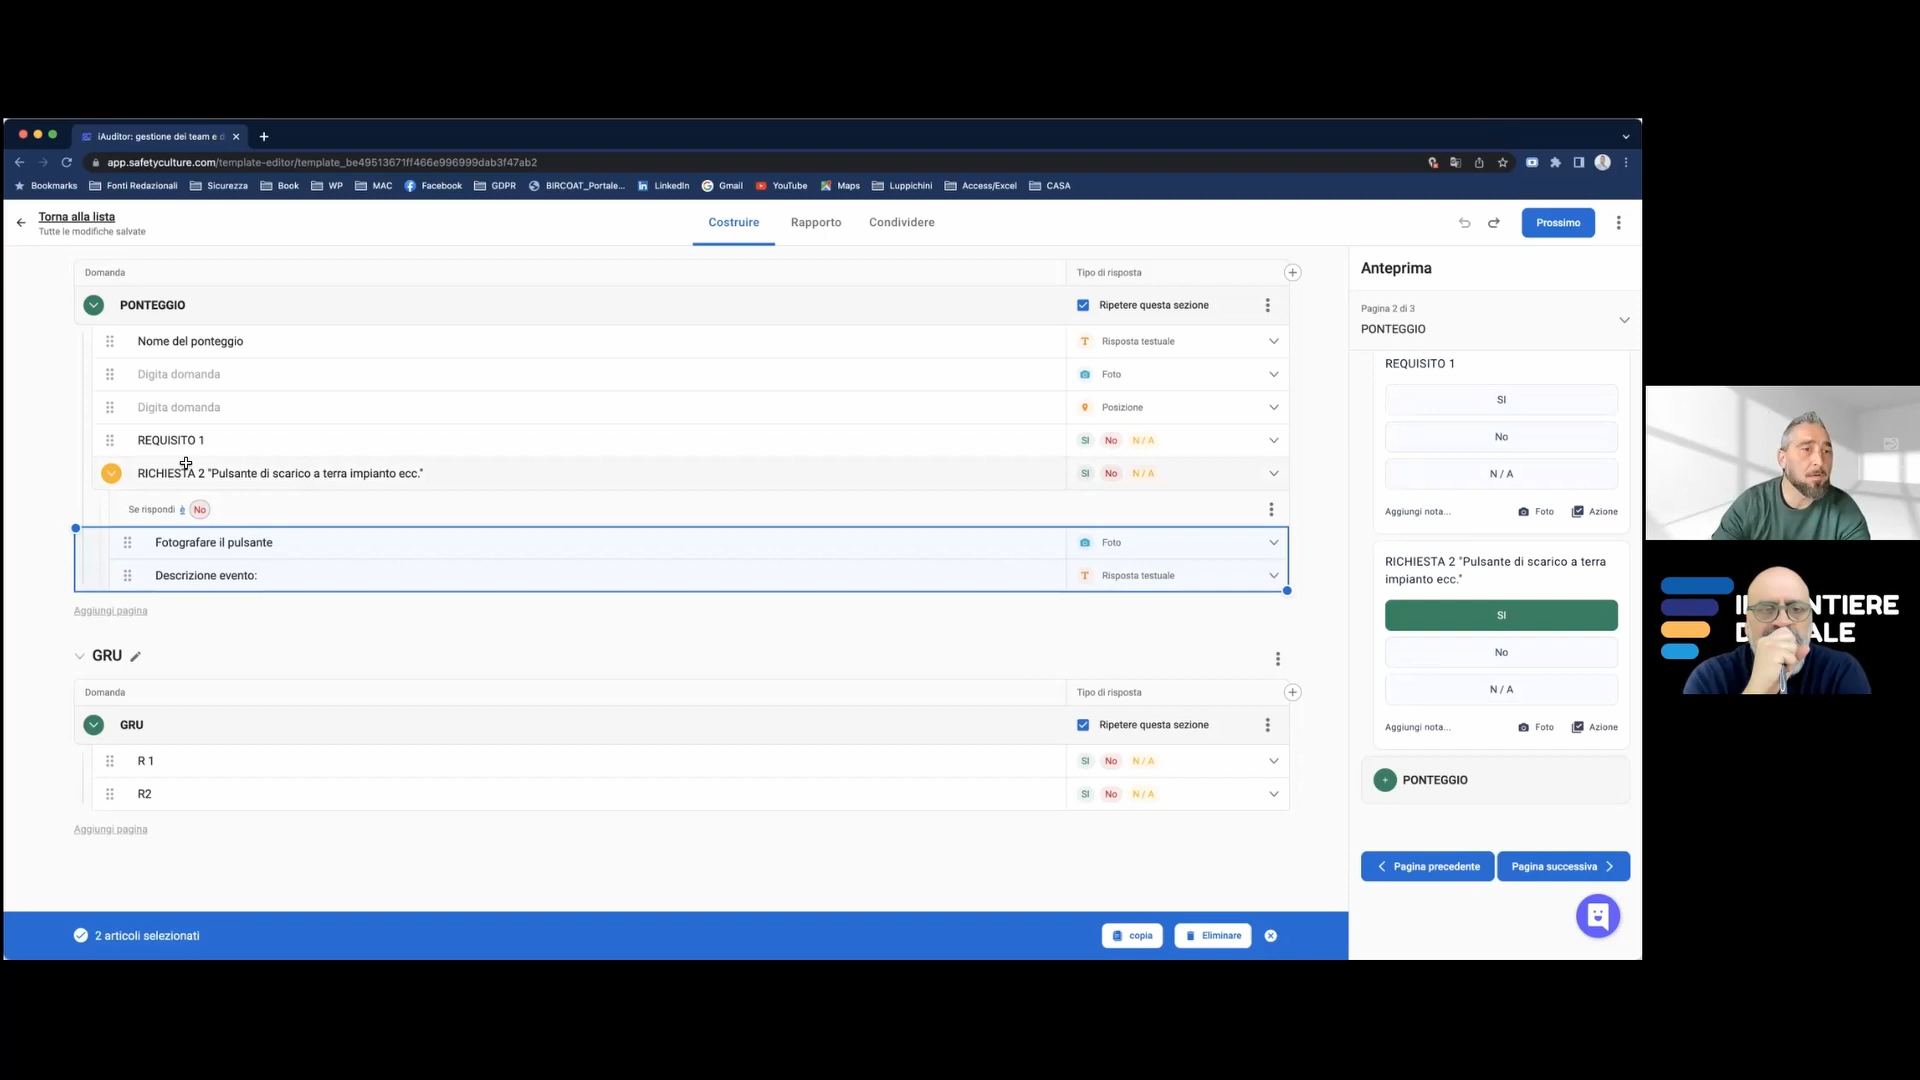 iAuditor: gestione dei team e d
app.safetyculture.com/template-editor/template_be49513671ff466e996999dab3f47ab2
Bookmarks Fonti Redazionali Sicurezza Book WP MAC Facebook GDPR BIRCOAT_Portale... LinkedIn Gmail YouTube Maps Luppichini Access/Excel CASA
Torna alla lista
Tutte le modifiche salvate
Costruire Rapporto Condividere
Prossimo
Domanda Tipo di risposta
PONTEGGIO Ripetere questa sezione
Nome del ponteggio Risposta testuale
Digita domanda Foto
Digita domanda Posizione
REQUISITO 1 SI No N / A
RICHIESTA 2 "Pulsante di scarico a terra impianto ecc." SI No N / A
Se rispondi è No
Fotografare il pulsante Foto
Descrizione evento: Risposta testuale
Aggiungi pagina
GRU
Domanda Tipo di risposta
GRU Ripetere questa sezione
R 1 SI No N / A
R2 SI No N / A
Aggiungi pagina
2 articoli selezionati copia Eliminare
Anteprima
Pagina 2 di 3
PONTEGGIO
REQUISITO 1
SI
No
N / A
Aggiungi nota... Foto Azione
RICHIESTA 2 "Pulsante di scarico a terra
impianto ecc."
SI
No
N / A
Aggiungi nota... Foto Azione
PONTEGGIO
Pagina precedente Pagina successiva